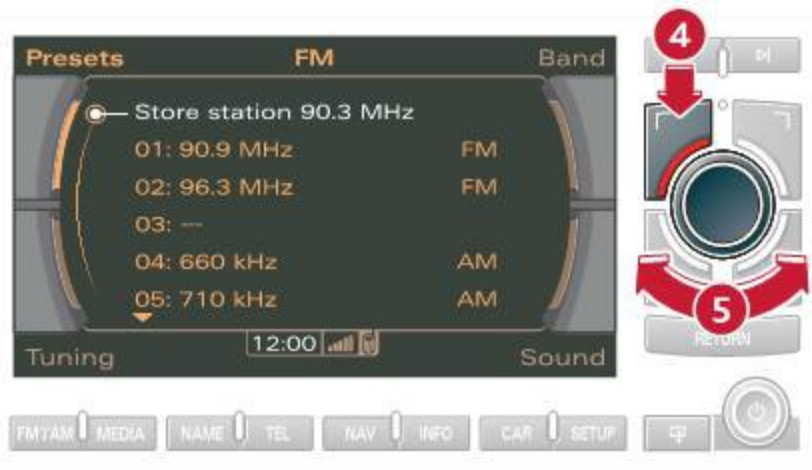 4
Presets FM Band
Store station 90.3 MHz
01: 90.9 MHz FM
02: 96.3 MHz FM
03: ---
04: 660 kHz AM
05: 710 kHz AM
5
12:00
Tuning Sound
RETURN
FM/AM MEDIA NAME TEL NAV INFO CAR SETUP